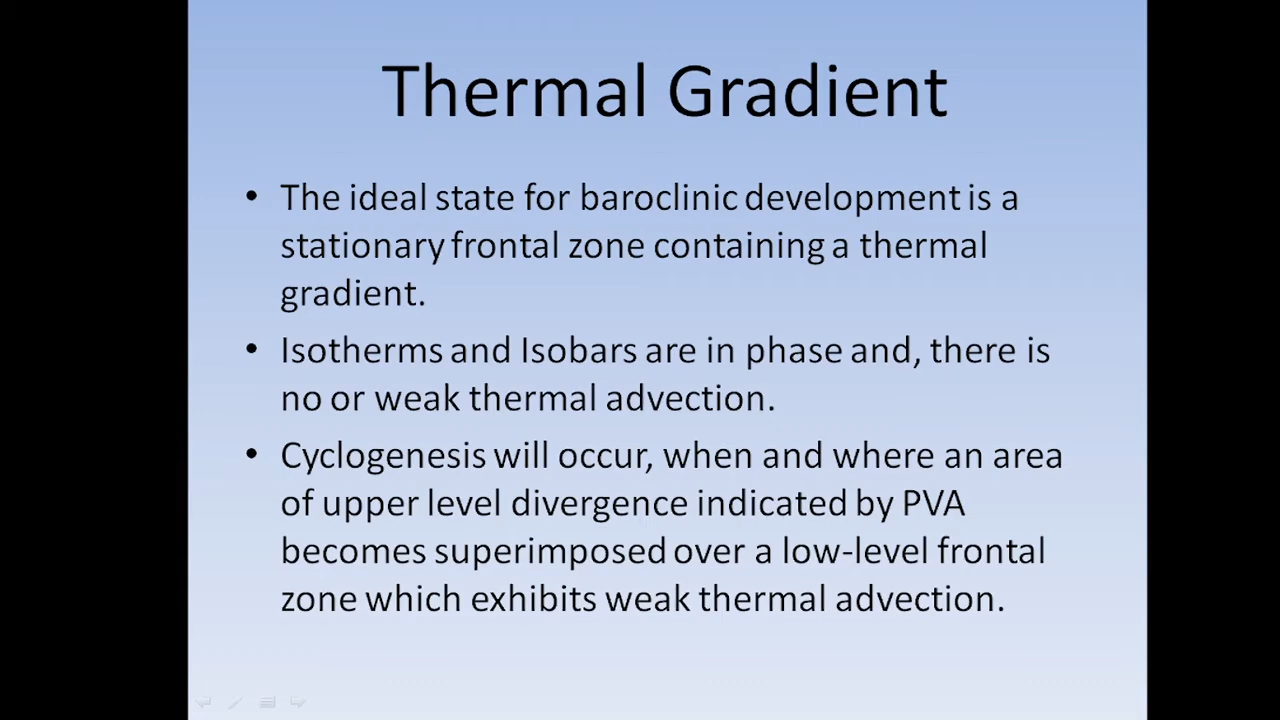 Thermal Gradient
• The ideal state for baroclinic development is a
stationary frontal zone containing a thermal
gradient.
• Isotherms and Isobars are in phase and, there is
no or weak thermal advection.
• Cyclogenesis will occur, when and where an area
of upper level divergence indicated by PVA
becomes superimposed over a low-level frontal
zone which exhibits weak thermal advection.